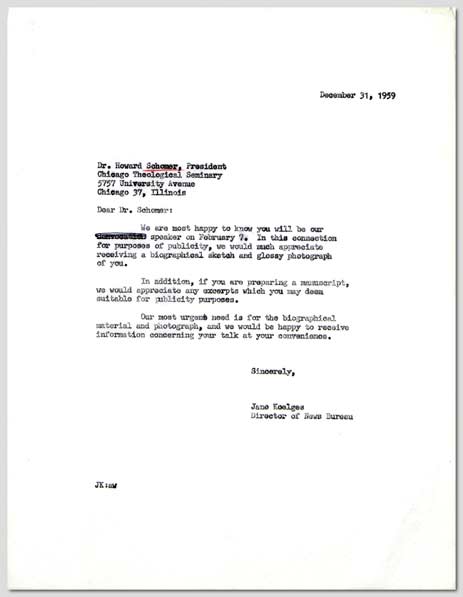 December 31, 1959
Dr. Howard Schomer, President
Chicago Theological Seminary
5757 University Avenue
Chicago 37, Illinois
Dear Dr. Schomer:
We are most happy to know you will be our
speaker on February 7. In this connection
for purposes of publicity, we would much appreciate
receiving a biographical sketch and glossy photograph
of you.
In addition, if you are preparing a manuscript,
we would appreciate any excerpts which you may deem
suitable for publicity purposes.
Our most urgent need is for the biographical
material and photograph, and we would be happy to receive
information concerning your talk at your convenience.
Sincerely,
Jane Koelges
Director of News Bureau